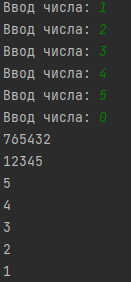 Ввод числа: 1
Ввод числа: 2
Ввод числа: 3
Ввод числа: 4
Ввод числа: 5
Ввод числа: 0
765432
12345
5
4
3
2
1